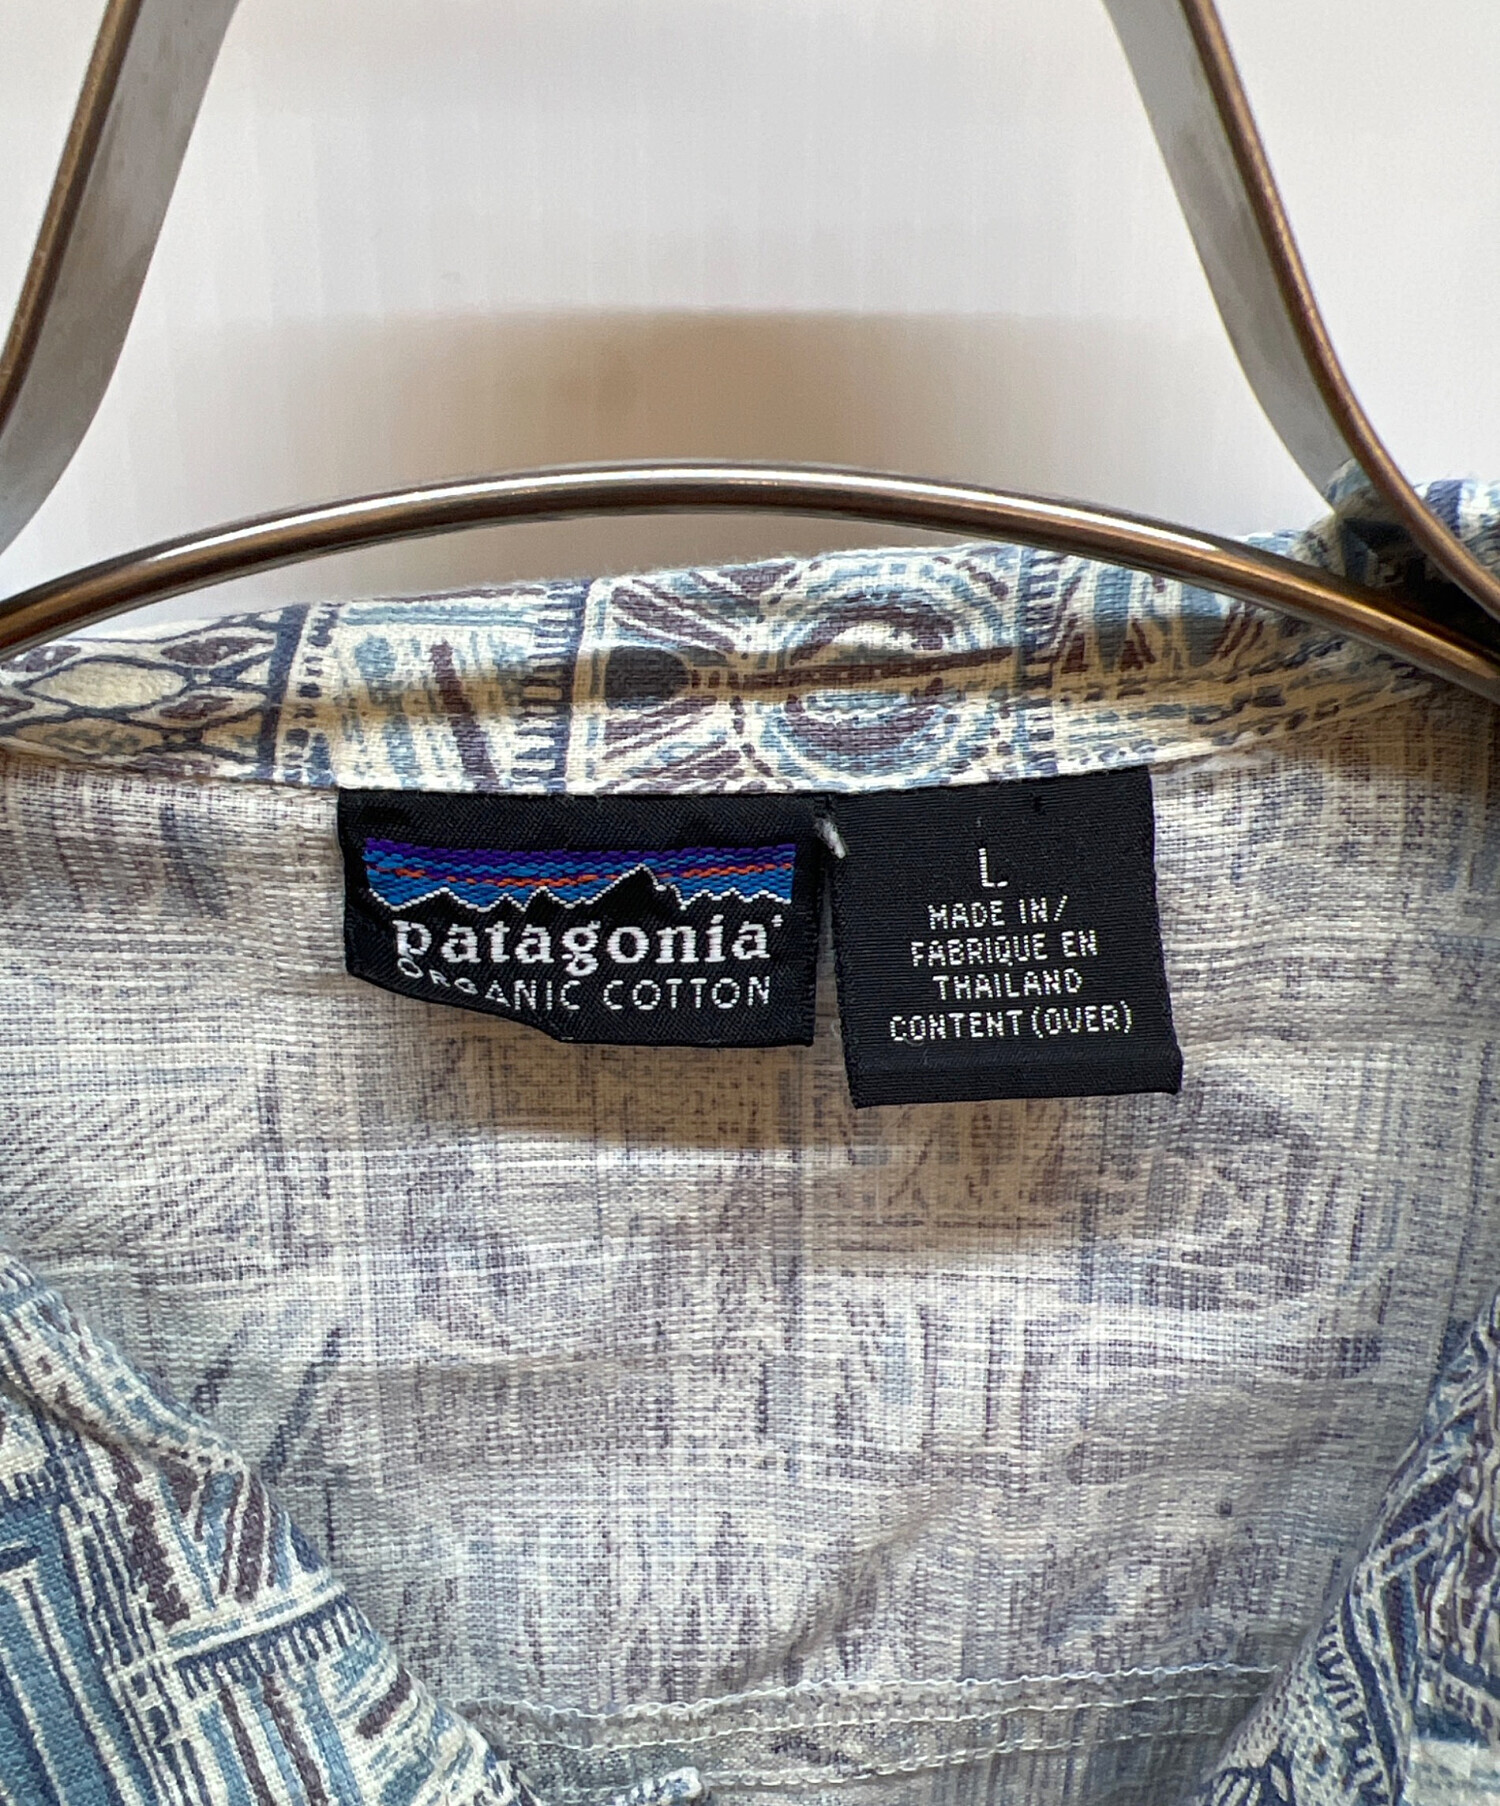 patagonia
ORGANIC COTTON
L
MADE IN/
FABRIQUE EN
THAILAND
CONTENT (OVER)